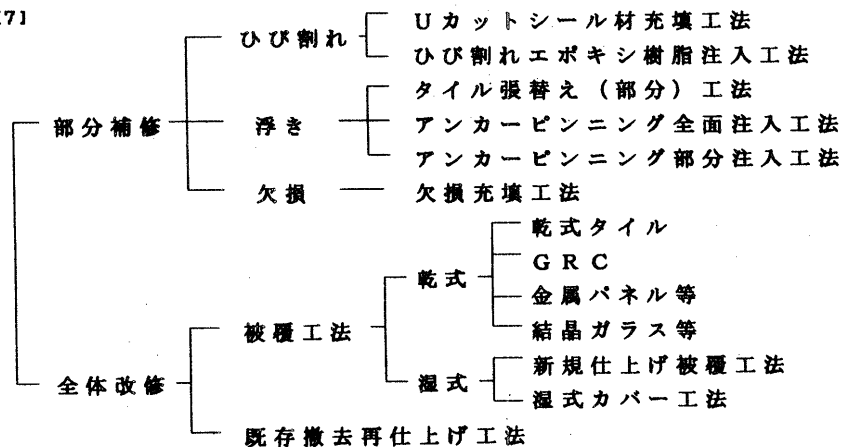 7]
ひび割れ
Uカットシール材充填工法
ひび割れエポキシ樹脂注入工法
部分補修
浮き
タイル張替え（部分）工法
アンカーピンニング全面注入工法
アンカーピンニング部分注入工法
欠損
欠損充填工法
全体改修
被覆工法
乾式
乾式タイル
GRC
金属パネル等
結晶ガラス等
湿式
新規仕上げ被覆工法
湿式カバー工法
既存撤去再仕上げ工法